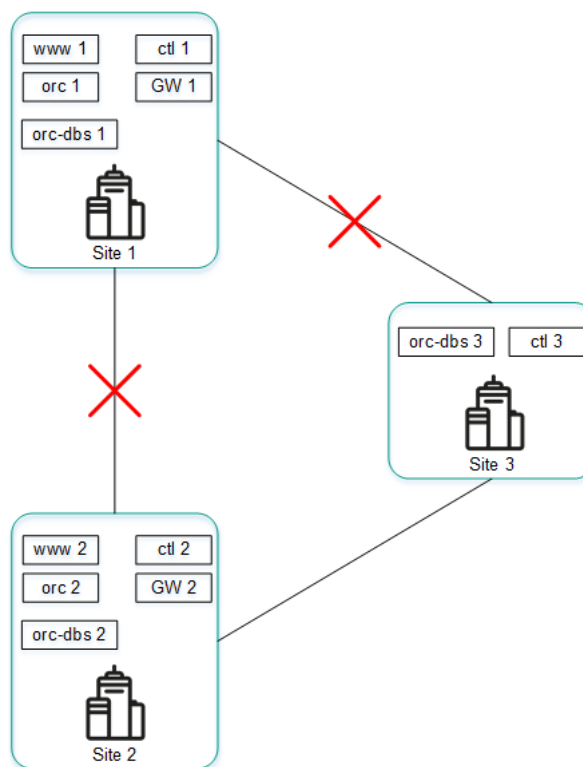 www 1
ctl 1
orc 1
GW 1
orc-dbs 1
Site 1
orc-dbs 3
ctl 3
Site 3
www 2
ctl 2
orc 2
GW 2
orc-dbs 2
Site 2